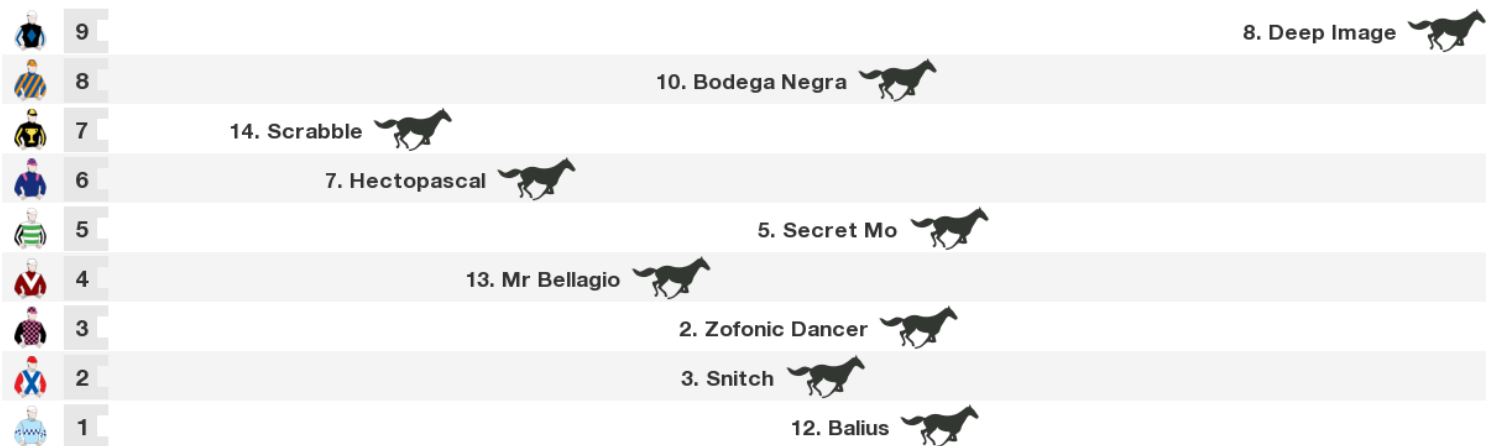 9 8. Deep Image
8 10. Bodega Negra
7 14. Scrabble
6 7. Hectopascal
5 5. Secret Mo
4 13. Mr Bellagio
3 2. Zofonic Dancer
2 3. Snitch
1 12. Balius